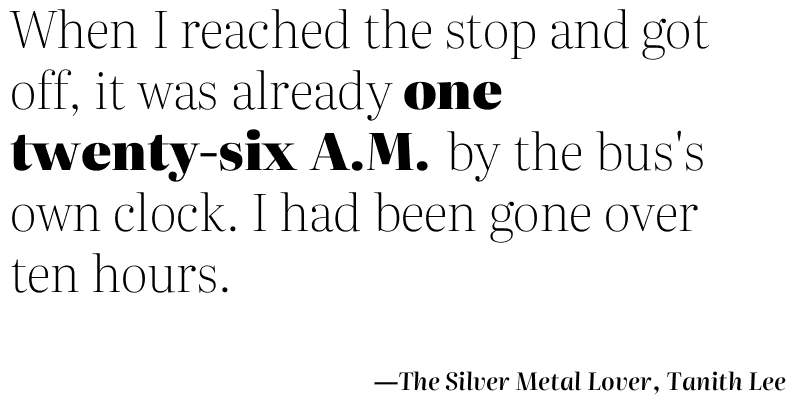 When I reached the stop and got
off, it was already one
twenty-six A.M. by the bus's
own clock. I had been gone over
ten hours.
—The Silver Metal Lover, Tanith Lee